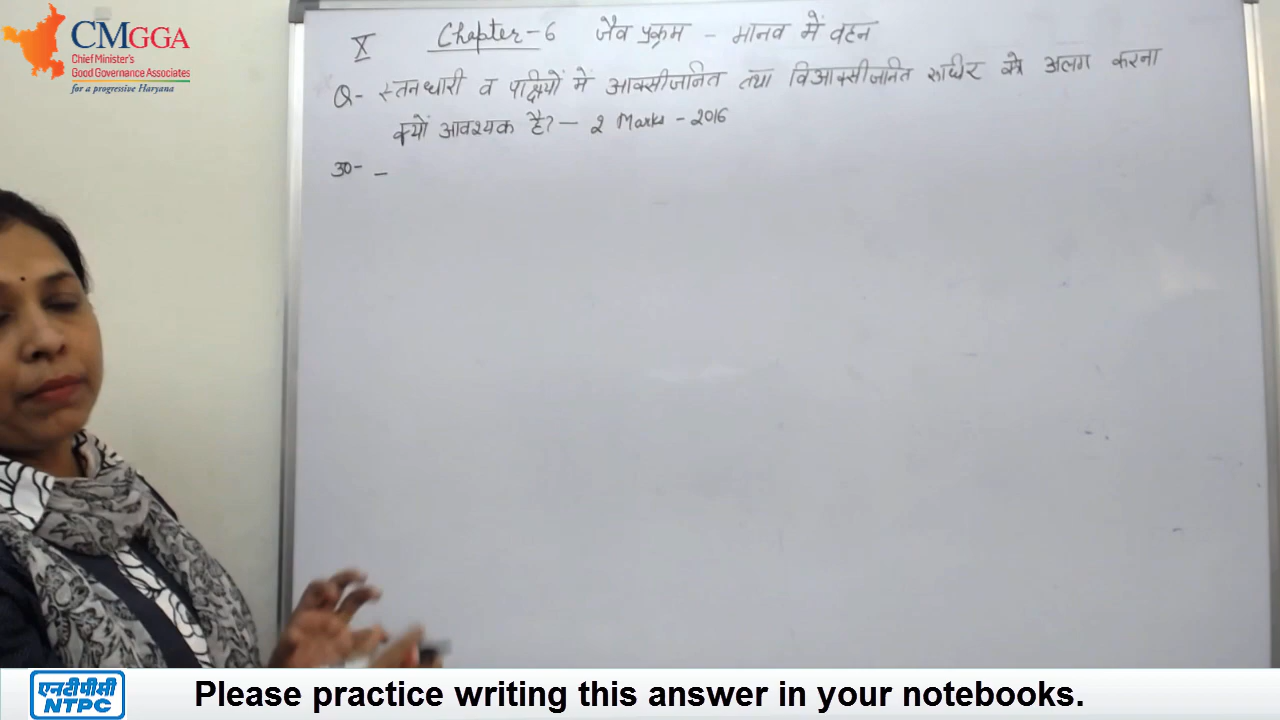 CMGGA
Chief Minister's
Good Governance Associates
for a progressive Haryana
X Chapter-6 जैव प्रक्रम - मानव में वहन
Q- स्तनधारी व पक्षियों में आक्सीजनित तथा विआक्सीजनित रुधिर को अलग करना
क्यों आवश्यक है? - 2 Marks - 2016
उ0- -
एनटीपीसी
NTPC
Please practice writing this answer in your notebooks.